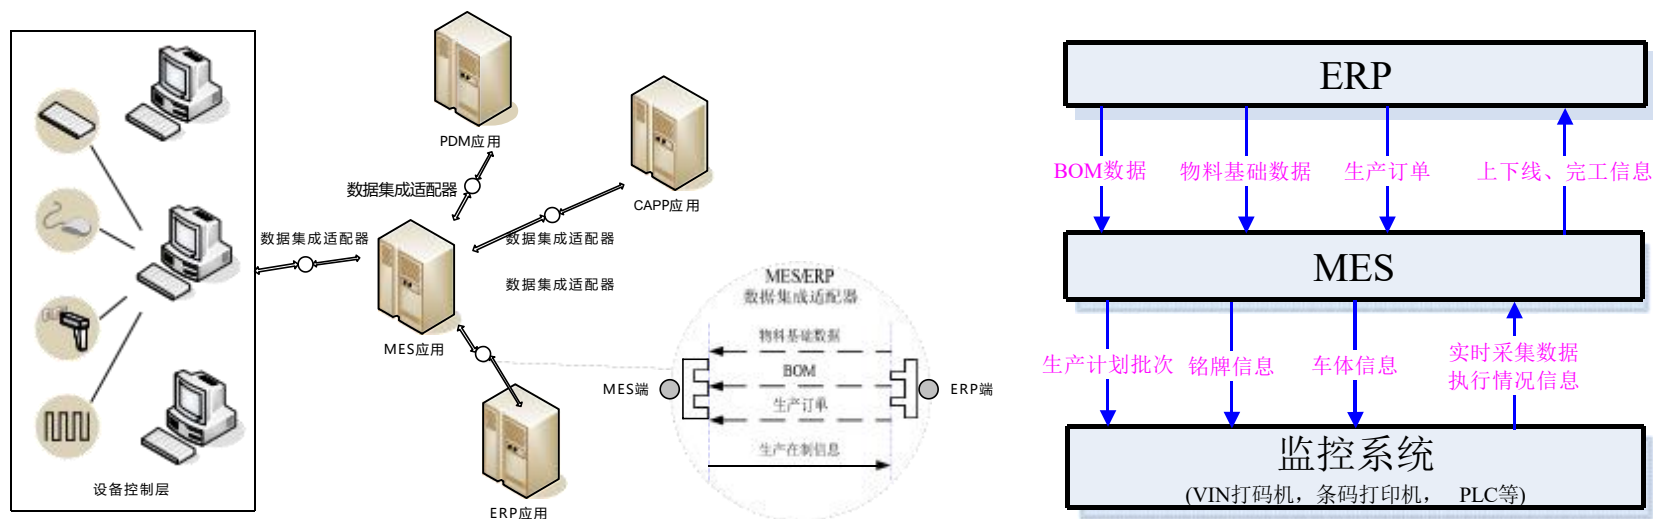 PDM应用
数据集成适配器
CAPP应用
数据集成适配器
数据集成适配器
数据集成适配器
MES应用
ERP应用
设备控制层
MES/ERP
数据集成适配器
物料基础数据
BOM
生产订单
生产在制信息
MES端
ERP端
ERP
BOM数据
物料基础数据
生产订单
上下线、完工信息
MES
生产计划批次
铭牌信息
车体信息
实时采集数据
执行情况信息
监控系统
(VIN打码机，条码打印机， PLC等)